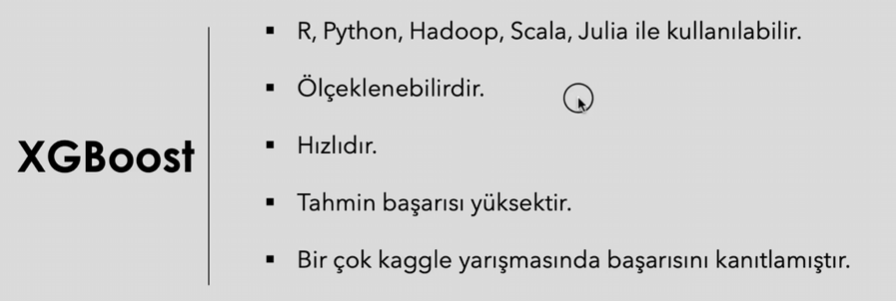 XGBoost
▪ R, Python, Hadoop, Scala, Julia ile kullanılabilir.
▪ Ölçeklenebilirdir.
▪ Hızlıdır.
▪ Tahmin başarısı yüksektir.
▪ Bir çok kaggle yarışmasında başarısını kanıtlamıştır.